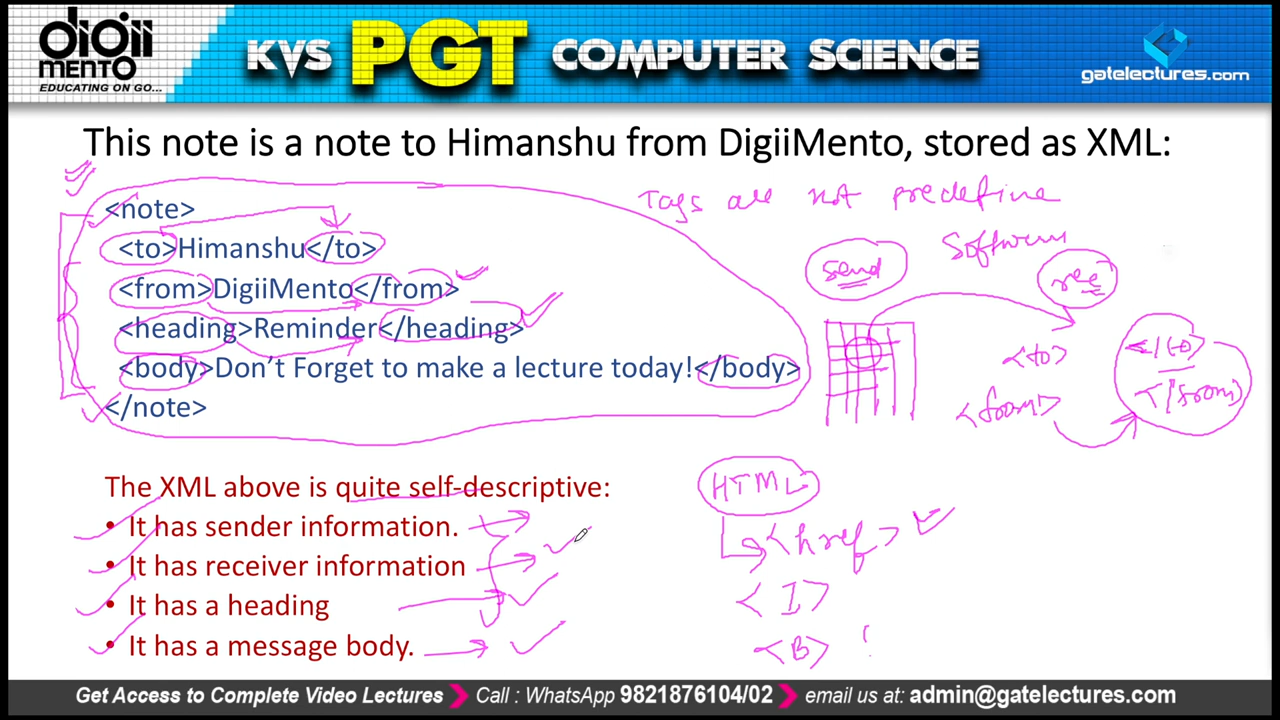 digii
mento
EDUCATING ON GO...
KVS PGT COMPUTER SCIENCE
gatelectures.com
This note is a note to Himanshu from DigiiMento, stored as XML:
Tags are not predefine
<note>
<to>Himanshu</to>
<from>DigiiMento</from>
<heading>Reminder</heading>
<body>Don't Forget to make a lecture today!</body>
</note>
send
<to>
</to>
<from>
The XML above is quite self-descriptive:
• It has sender information.
• It has receiver information
• It has a heading
• It has a message body.
HTML
<href>
<I>
<B>
Get Access to Complete Video Lectures
Call : WhatsApp 9821876104/02
email us at: admin@gatelectures.com